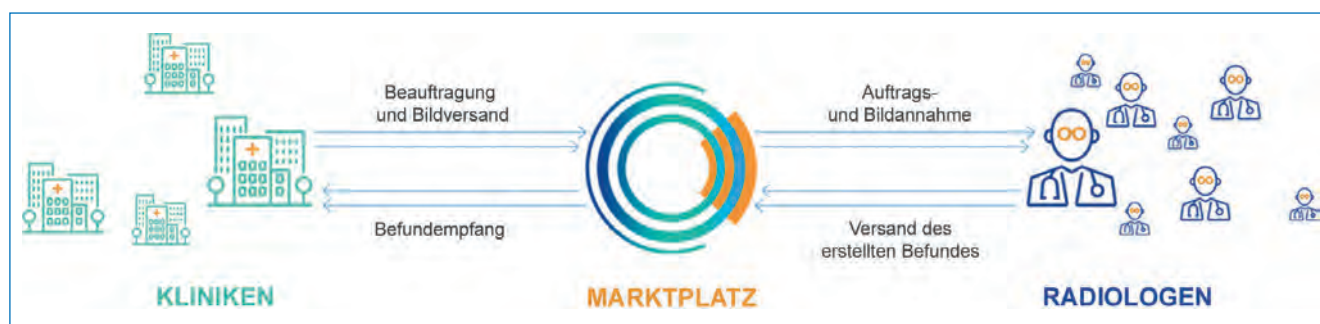 Beauftragung
und Bildversand
Auftrags-
und Bildannahme
Befundempfang
Versand des
erstellten Befundes
KLINIKEN
MARKTPLATZ
RADIOLOGEN